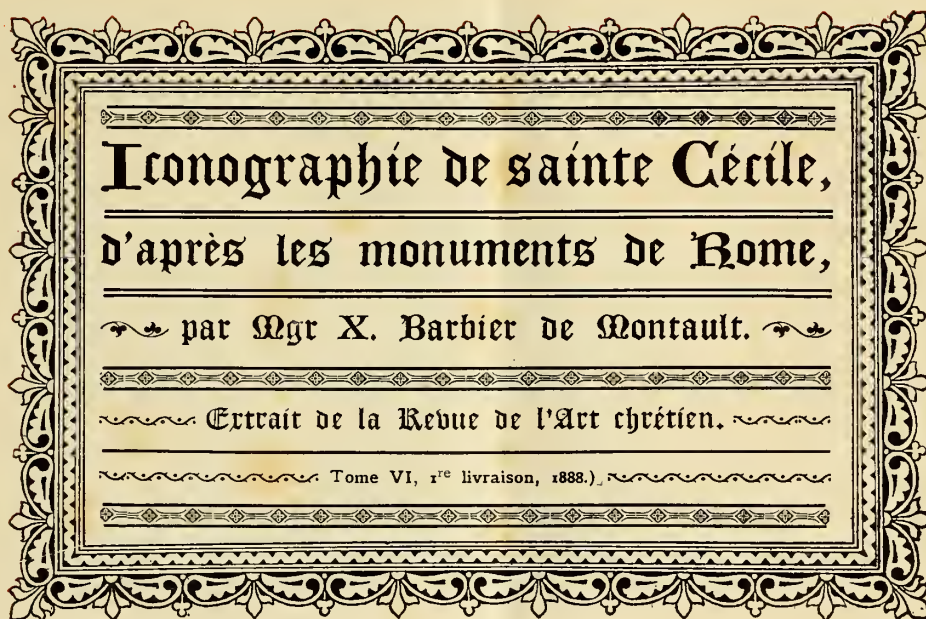 Iconographie de sainte Cécile,
d'après les monuments de Rome,
par Mgr X. Barbier de Montault.
Extrait de la Revue de l'Art chrétien.
Tome VI, 1re livraison, 1888.)